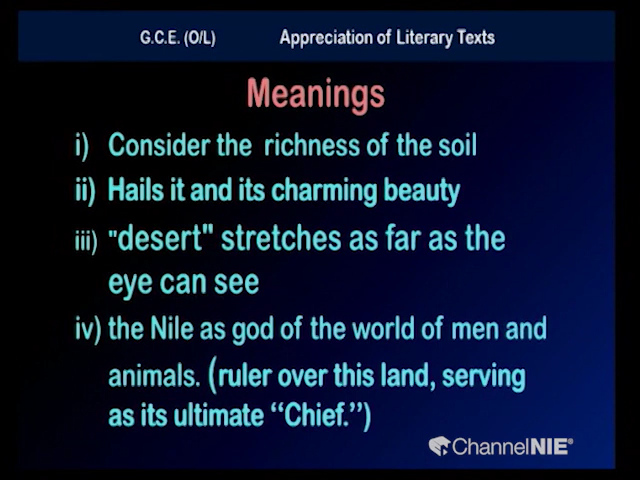 G.C.E. (O/L) Appreciation of Literary Texts
Meanings
i) Consider the richness of the soil
ii) Hails it and its charming beauty
iii) "desert" stretches as far as the
eye can see
iv) the Nile as god of the world of men and
animals. (ruler over this land, serving
as its ultimate “Chief.”)
ChannelNIE®